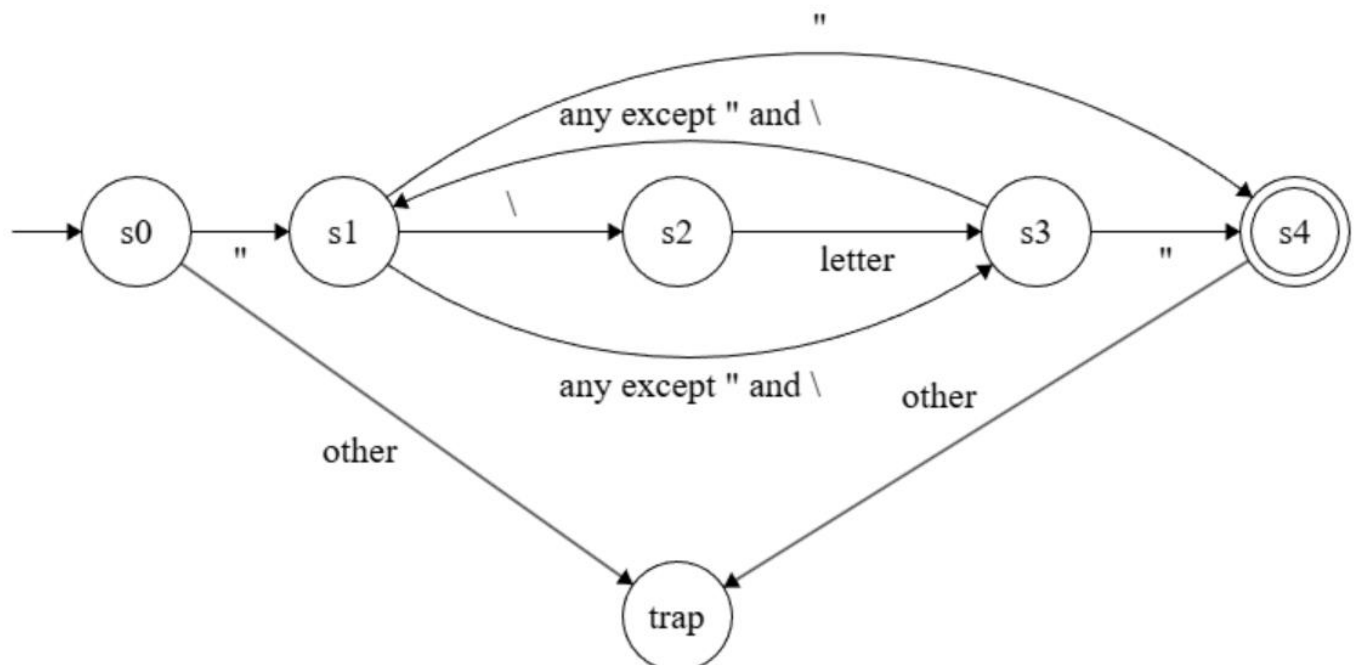 "
any except " and \
\
s0
"
s1
s2
letter
s3
"
s4
any except " and \
other
other
trap